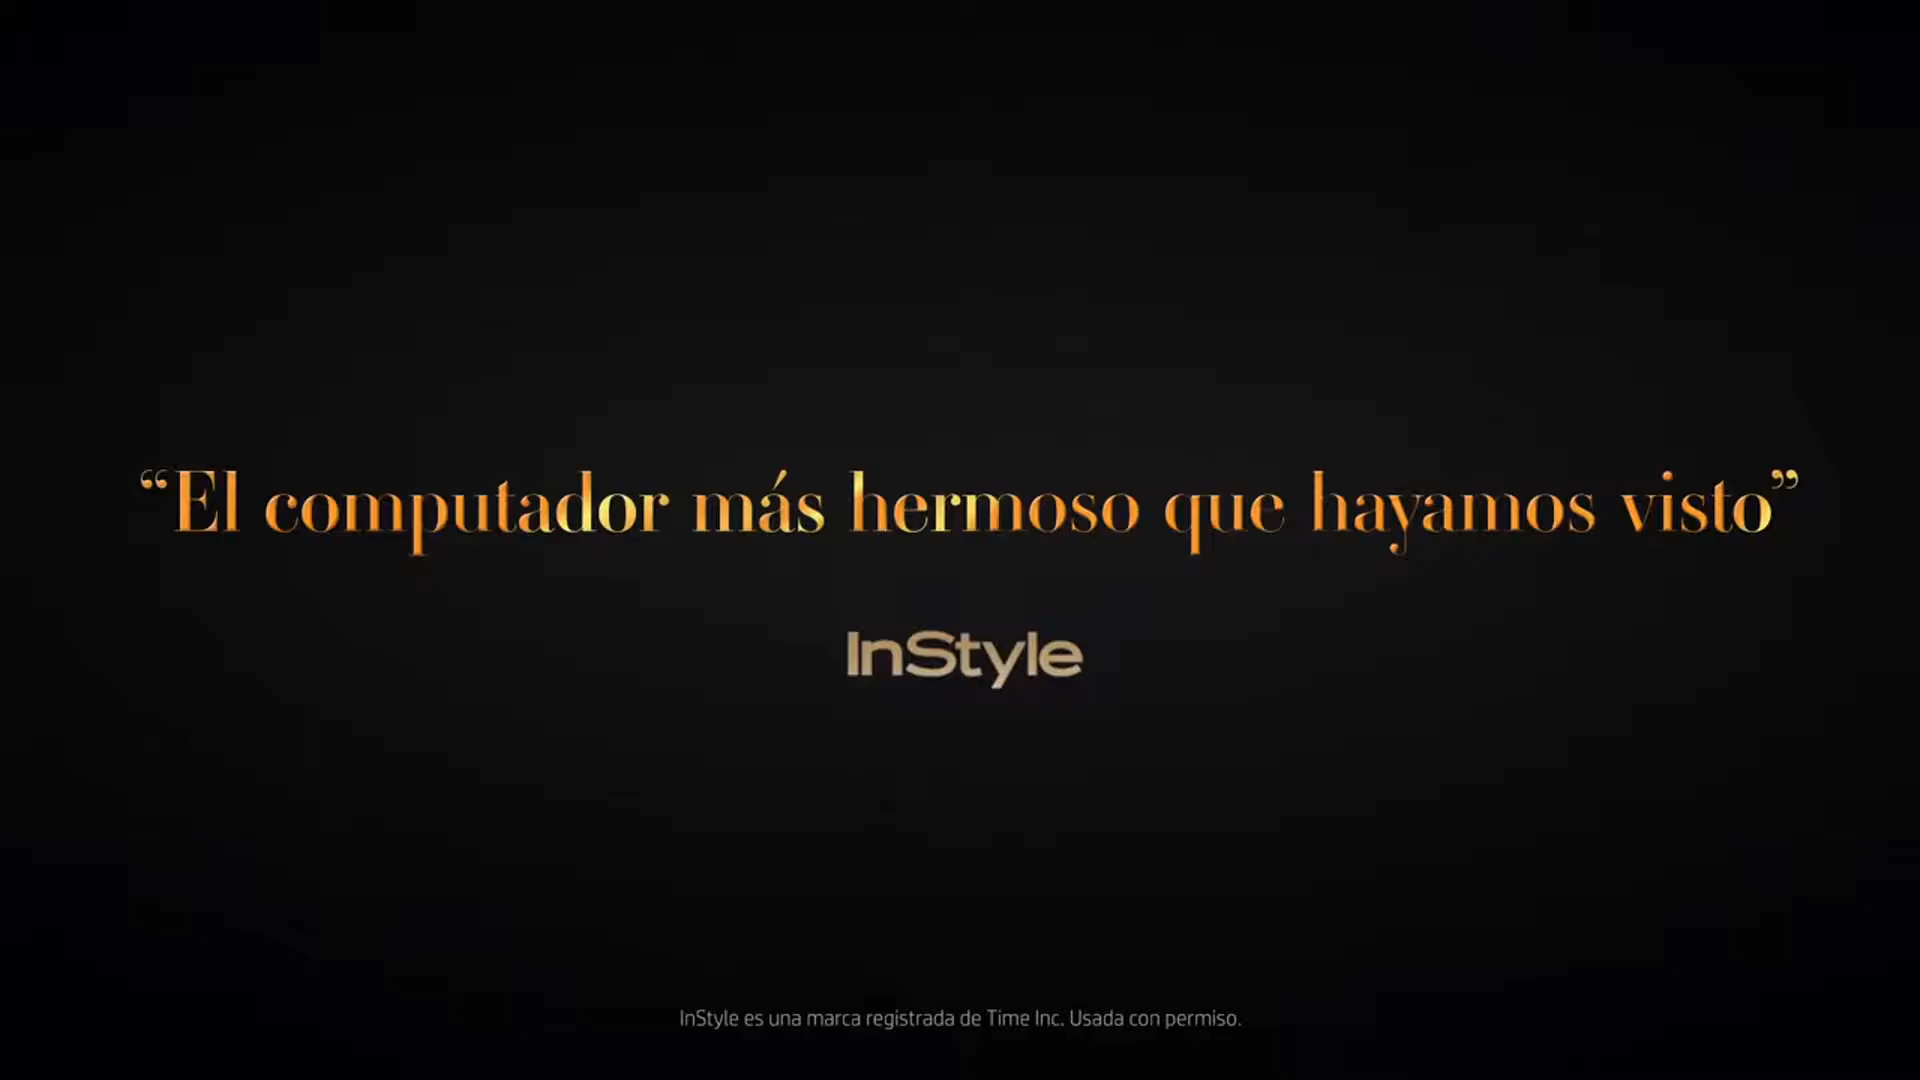 “El computador más hermoso que hayamos visto”
InStyle
InStyle es una marca registrada de Time Inc. Usada con permiso.